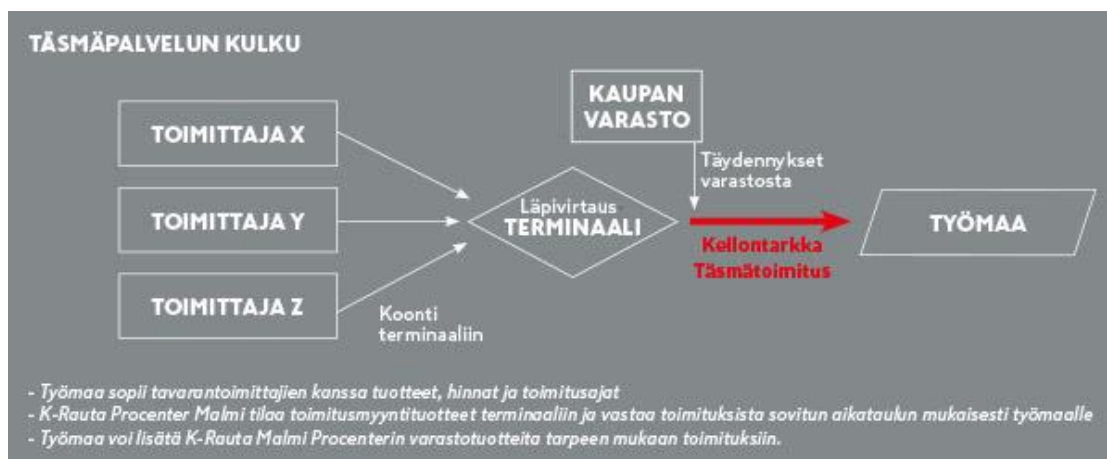 TÄSMÄPALVELUN KULKU
KAUPAN
VARASTO
TOIMITTAJA X
Täydennykset
varastosta
TOIMITTAJA Y
Läpivirtaus
TERMINAALI
TYÖMAA
Kellontarkka
Täsmätoimitus
TOIMITTAJA Z
Koonti
terminaaliin
- Työmaa sopii tavarantoimittajien kanssa tuotteet, hinnat ja toimitusajat
- K-Rauta Procenter Malmi tilaa toimitusmyyntituotteet terminaaliin ja vastaa toimituksista sovitun aikataulun mukaisesti työmaalle
- Työmaa voi lisätä K-Rauta Malmi Procenterin varastotuotteita tarpeen mukaan toimituksiin.